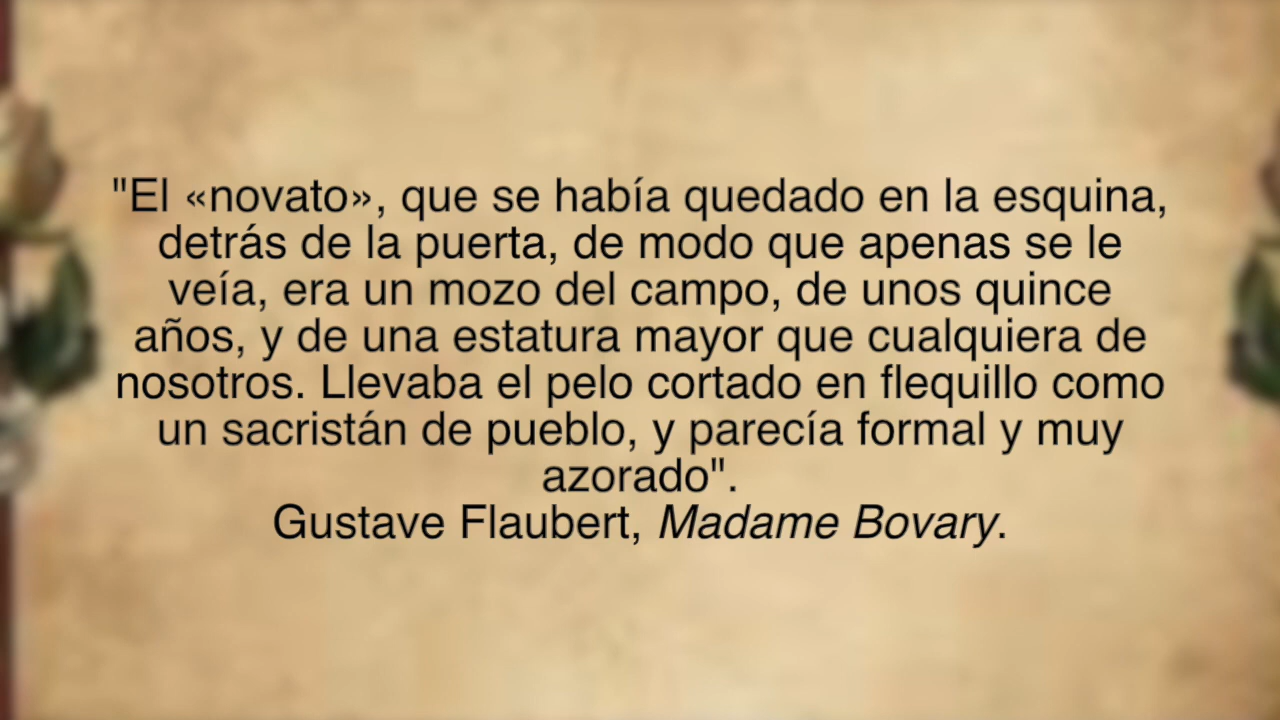 "El «novato», que se había quedado en la esquina,
detrás de la puerta, de modo que apenas se le
veía, era un mozo del campo, de unos quince
años, y de una estatura mayor que cualquiera de
nosotros. Llevaba el pelo cortado en flequillo como
un sacristán de pueblo, y parecía formal y muy
azorado".
Gustave Flaubert, Madame Bovary.